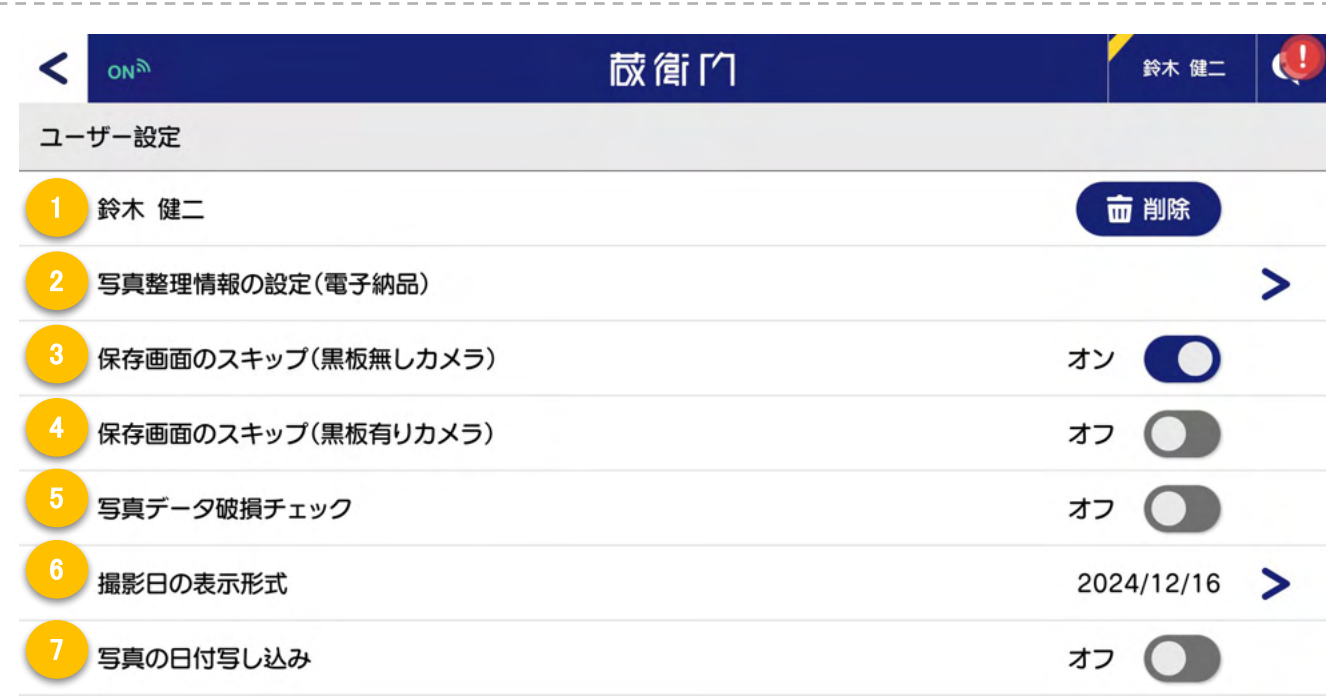 ON
蔵衛門
鈴木 健二
!
ユーザー設定
1 鈴木 健二 削除
2 写真整理情報の設定(電子納品)
3 保存画面のスキップ(黒板無しカメラ) オン
4 保存画面のスキップ(黒板有りカメラ) オフ
5 写真データ破損チェック オフ
6 撮影日の表示形式 2024/12/16
7 写真の日付写し込み オフ